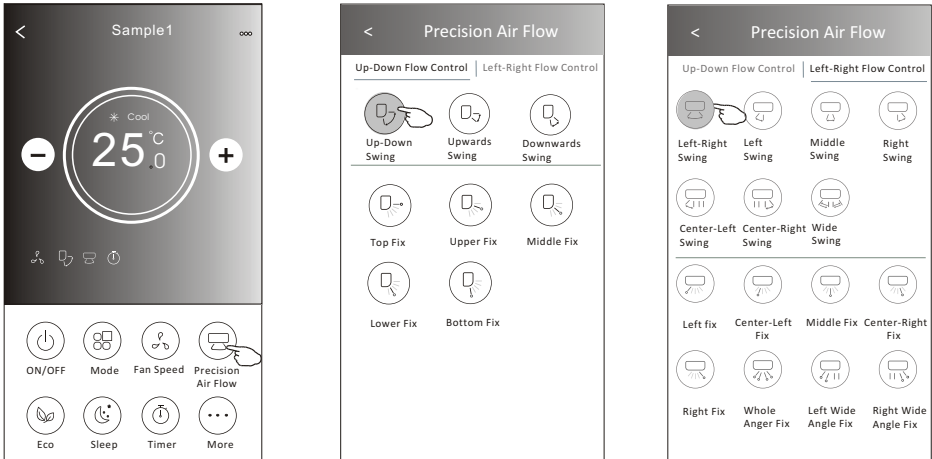 <
Sample1
ooo
Cool
25.0 °C
−
+
ON/OFF
Mode
Fan Speed
Precision
Air Flow
Eco
Sleep
Timer
More
< Precision Air Flow
Up-Down Flow Control | Left-Right Flow Control
Up-Down
Swing
Upwards
Swing
Downwards
Swing
Top Fix
Upper Fix
Middle Fix
Lower Fix
Bottom Fix
< Precision Air Flow
Up-Down Flow Control | Left-Right Flow Control
Left-Right
Swing
Left
Swing
Middle
Swing
Right
Swing
Center-Left
Swing
Center-Right
Swing
Wide
Swing
Left fix
Center-Left
Fix
Middle Fix
Center-Right
Fix
Right Fix
Whole
Anger Fix
Left Wide
Angle Fix
Right Wide
Angle Fix